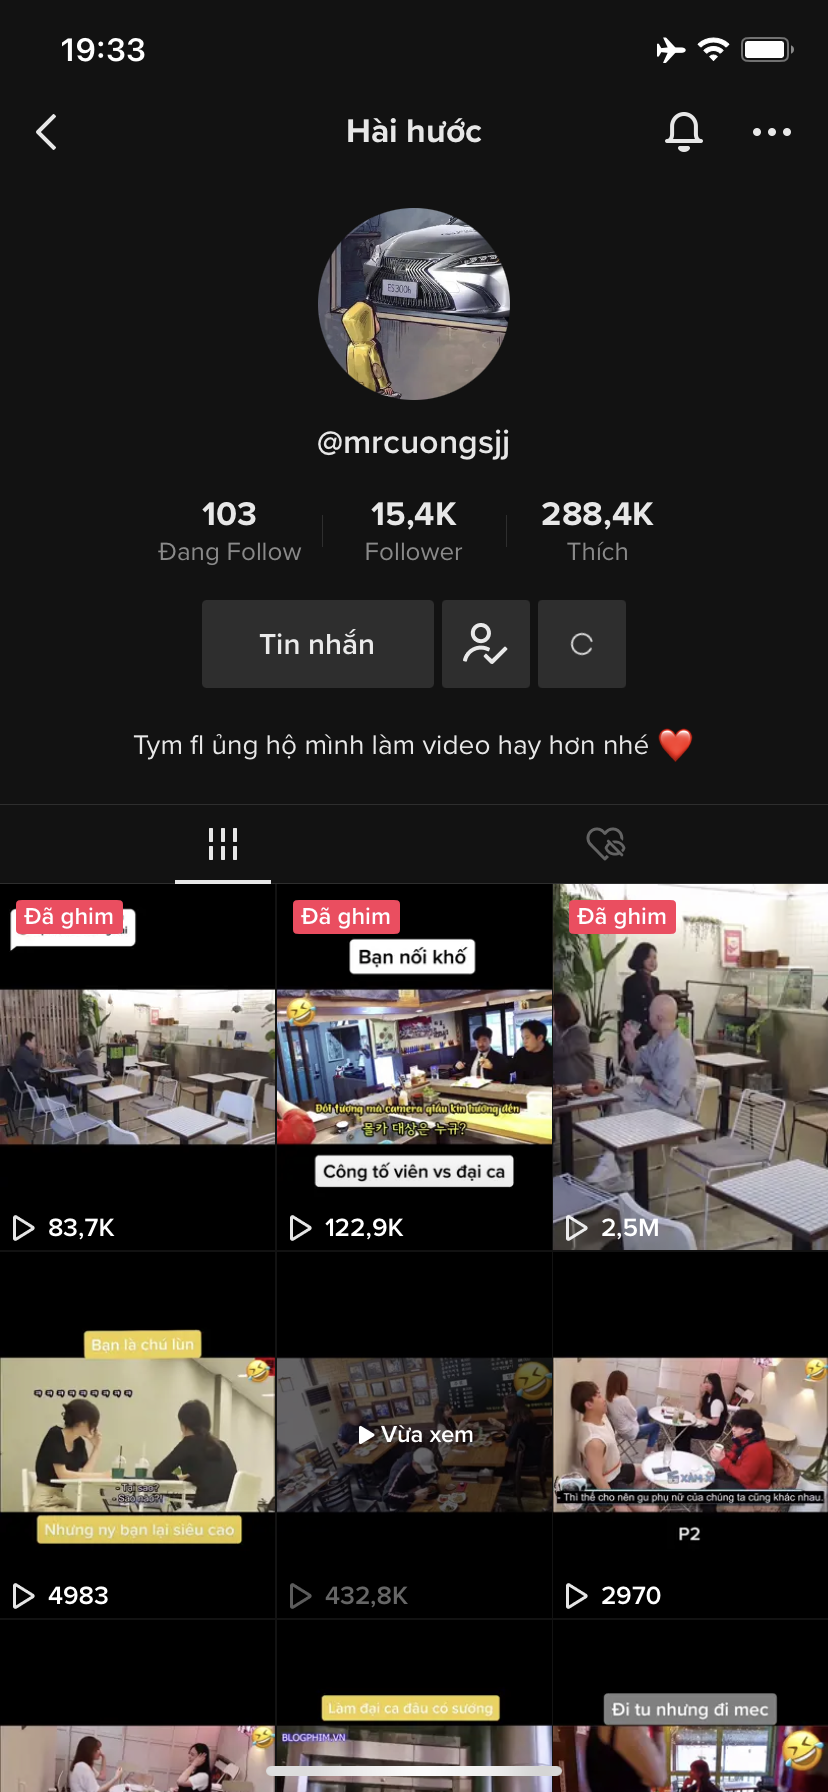 19:33
Hài hước
ES300h
@mrcuongsjj
103
Đang Follow
15,4K
Follower
288,4K
Thích
Tin nhắn
Tym fl ủng hộ mình làm video hay hơn nhé ❤️
Đã ghim
83,7K
Đã ghim
Bạn nối khố
Đối tượng mà camera giấu kín hướng đến
몰카 대상은 누규?
Công tố viên vs đại ca
122,9K
Đã ghim
2,5M
Bạn là chú lùn
ㅋㅋㅋㅋㅋㅋㅋㅋㅋ
- Tại sao?
- Sao nào?!
Nhưng ny bạn lại siêu cao
4983
Vừa xem
432,8K
- Thì thế cho nên gu phụ nữ của chúng ta cũng khác nhau.
P2
2970
Làm đại ca đâu có sướng
BLOGPHIM.VN
Đi tu nhưng đi mec